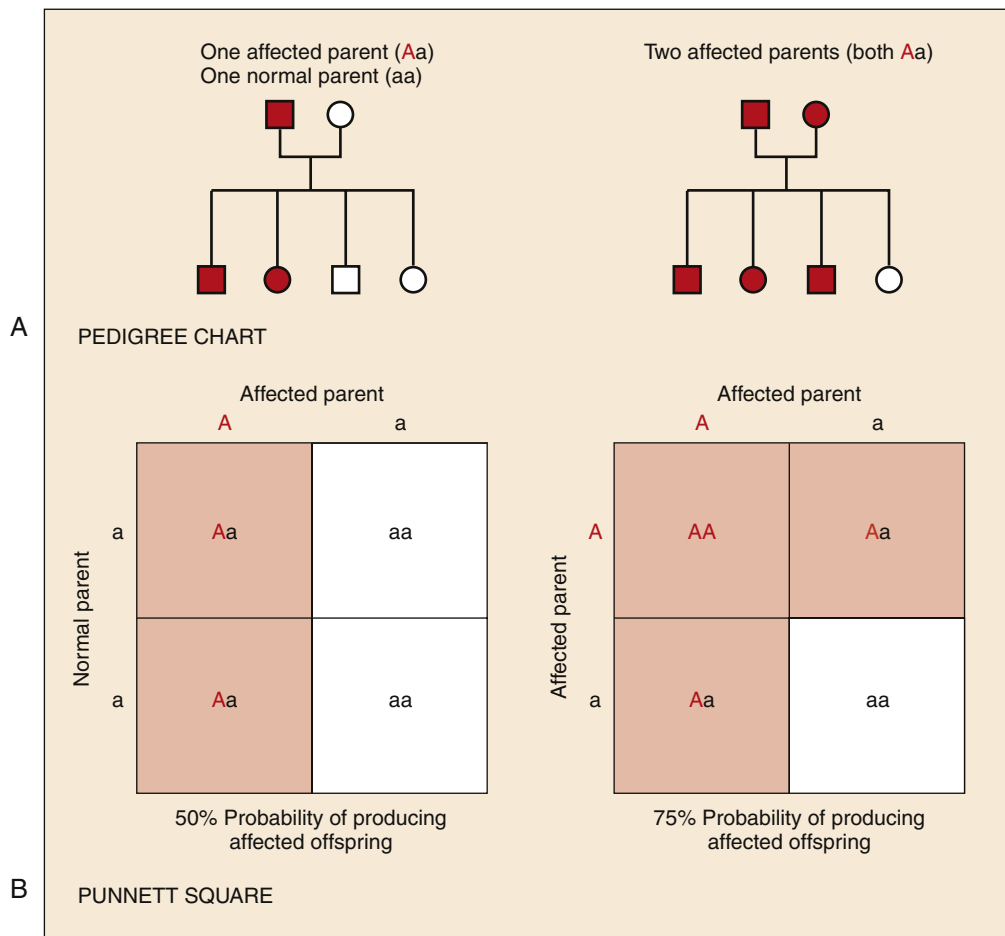 One affected parent (Aa)
One normal parent (aa)
Two affected parents (both Aa)
A
PEDIGREE CHART
Affected parent
A a
Normal parent
a
Aa aa
a
Aa aa
50% Probability of producing
affected offspring
Affected parent
A a
Affected parent
A
AA Aa
a
Aa aa
75% Probability of producing
affected offspring
B
PUNNETT SQUARE